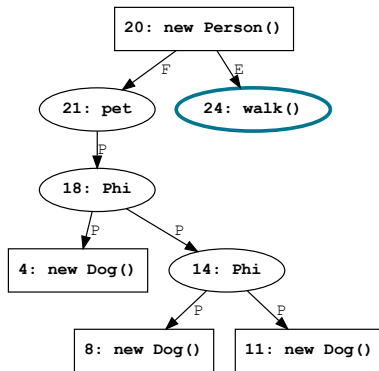 20: new Person()
F
E
21: pet
24: walk()
P
18: Phi
P
P
4: new Dog()
14: Phi
P
P
8: new Dog()
11: new Dog()